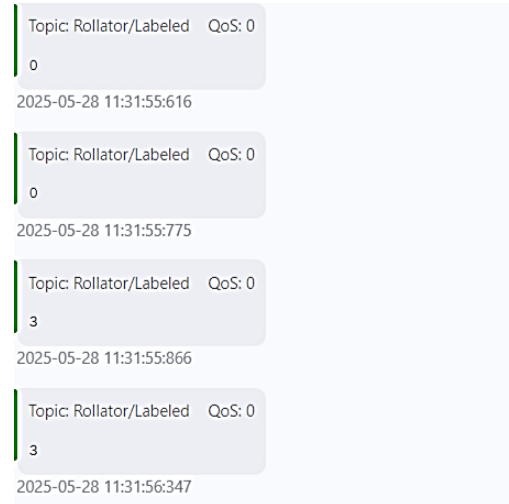 Topic: Rollator/Labeled QoS: 0
0
2025-05-28 11:31:55:616
Topic: Rollator/Labeled QoS: 0
0
2025-05-28 11:31:55:775
Topic: Rollator/Labeled QoS: 0
3
2025-05-28 11:31:55:866
Topic: Rollator/Labeled QoS: 0
3
2025-05-28 11:31:56:347